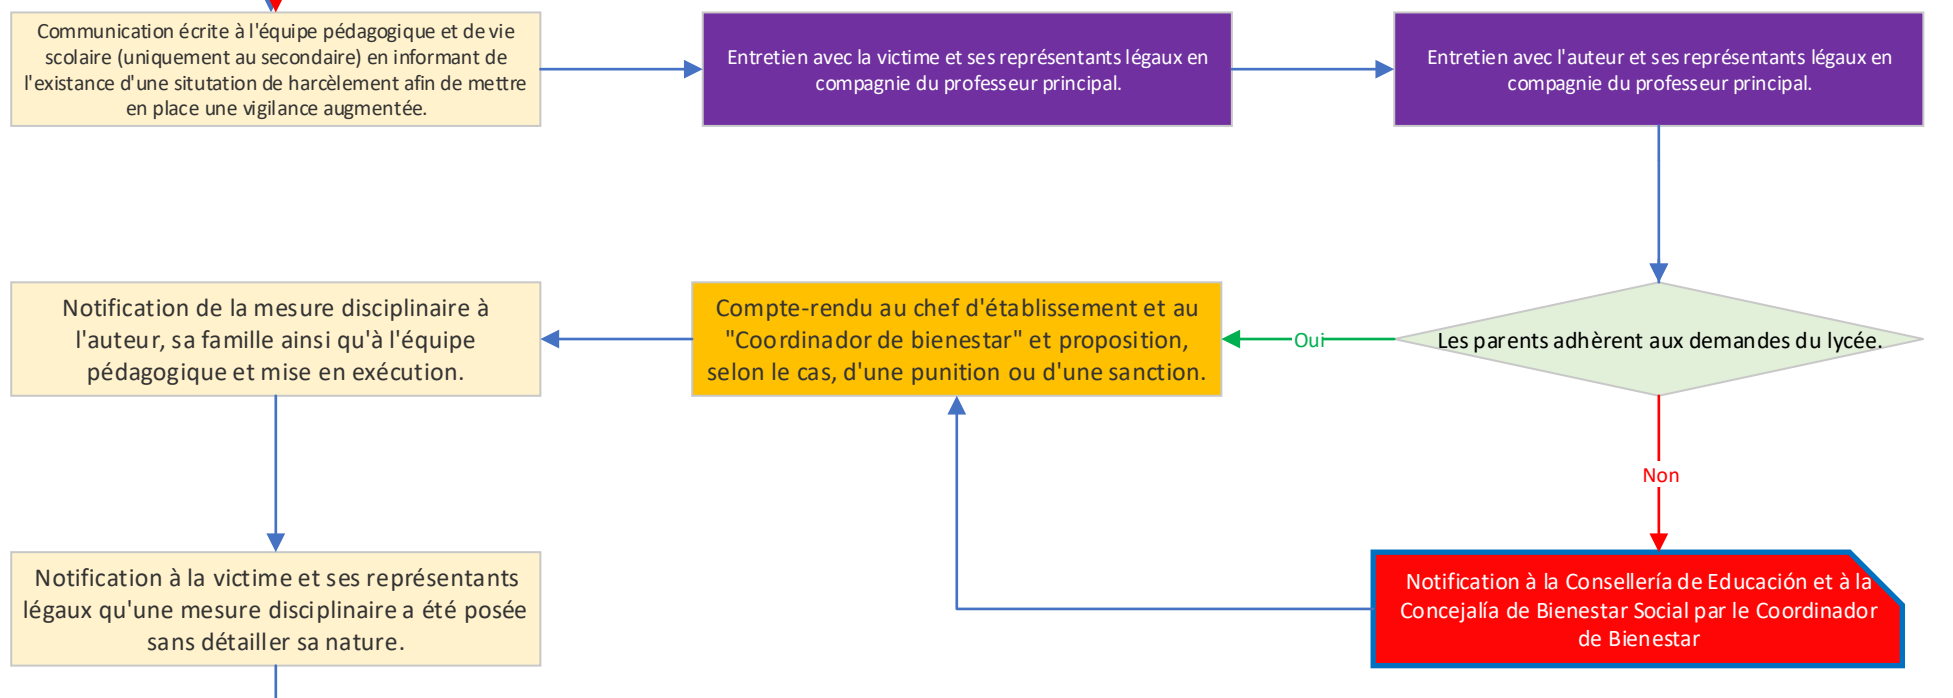 Communication écrite à l'équipe pédagogique et de vie
scolaire (uniquement au secondaire) en informant de
l'existance d'une situtation de harcèlement afin de mettre
en place une vigilance augmentée.
Entretien avec la victime et ses représentants légaux en
compagnie du professeur principal.
Entretien avec l'auteur et ses représentants légaux en
compagnie du professeur principal.
Notification de la mesure disciplinaire à
l'auteur, sa famille ainsi qu'à l'équipe
pédagogique et mise en exécution.
Compte-rendu au chef d'établissement et au
"Coordinador de bienestar" et proposition,
selon le cas, d'une punition ou d'une sanction.
Oui
Les parents adhèrent aux demandes du lycée.
Non
Notification à la victime et ses représentants
légaux qu'une mesure disciplinaire a été posée
sans détailler sa nature.
Notification à la Consellería de Educación et à la
Concejalía de Bienestar Social par le Coordinador
de Bienestar